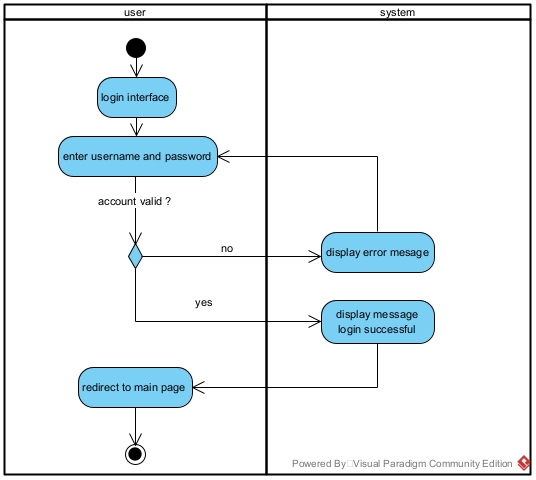 user
system
login interface
enter username and password
account valid ?
no
display error mesage
yes
display message
login successful
redirect to main page
Powered By Visual Paradigm Community Edition